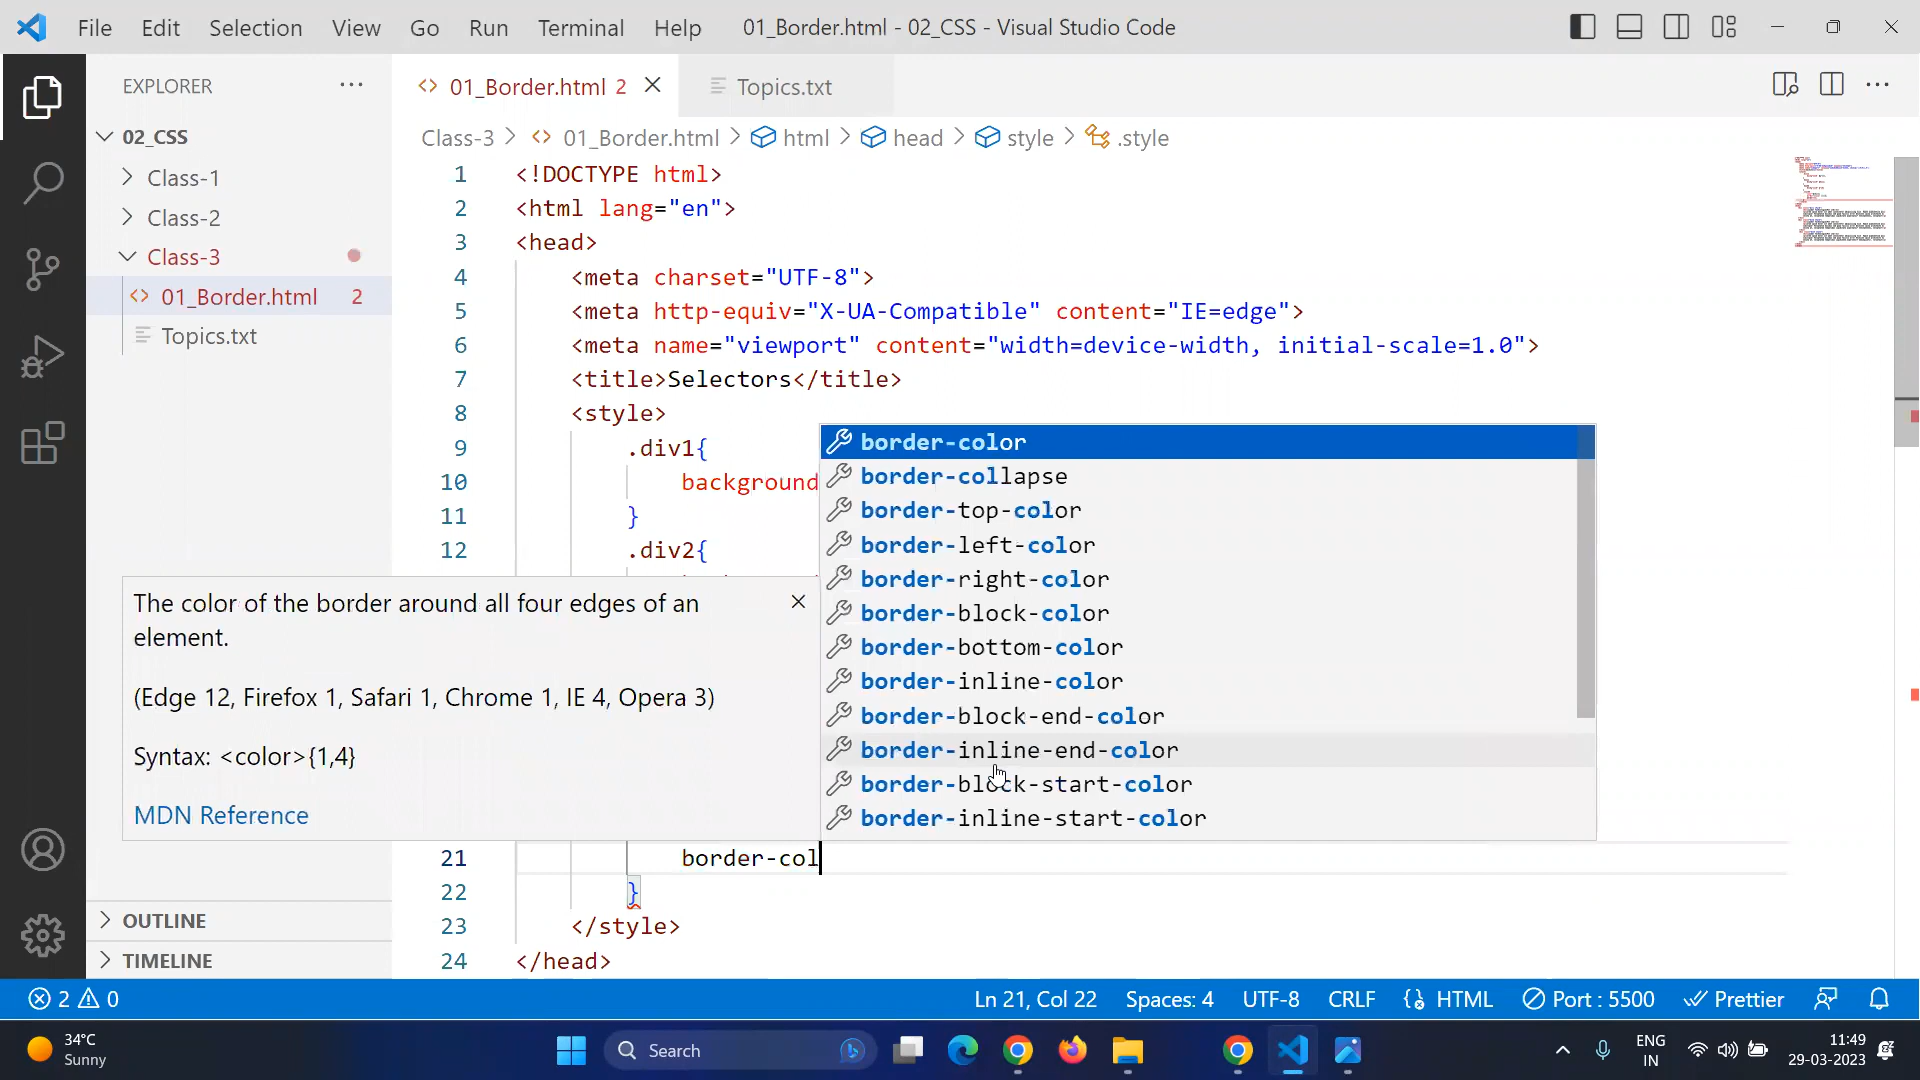 File Edit Selection View Go Run Terminal Help 01_Border.html - 02_CSS - Visual Studio Code
EXPLORER ···
02_CSS
Class-1
Class-2
Class-3
01_Border.html 2
Topics.txt
OUTLINE
TIMELINE
01_Border.html 2
Topics.txt
Class-3 > 01_Border.html > html > head > style > .style
1 <!DOCTYPE html>
2 <html lang="en">
3 <head>
4 <meta charset="UTF-8">
5 <meta http-equiv="X-UA-Compatible" content="IE=edge">
6 <meta name="viewport" content="width=device-width, initial-scale=1.0">
7 <title>Selectors</title>
8 <style>
9 .div1{
10 background
11 }
12 .div2{
border-color
border-collapse
border-top-color
border-left-color
border-right-color
border-block-color
border-bottom-color
border-inline-color
border-block-end-color
border-inline-end-color
border-block-start-color
border-inline-start-color
The color of the border around all four edges of an
element.
(Edge 12, Firefox 1, Safari 1, Chrome 1, IE 4, Opera 3)
Syntax: <color>{1,4}
MDN Reference
21 border-col
22 }
23 </style>
24 </head>
2 0 Ln 21, Col 22 Spaces: 4 UTF-8 CRLF HTML Port : 5500 Prettier
34°C
Sunny
Search
ENG
IN
11:49
29-03-2023